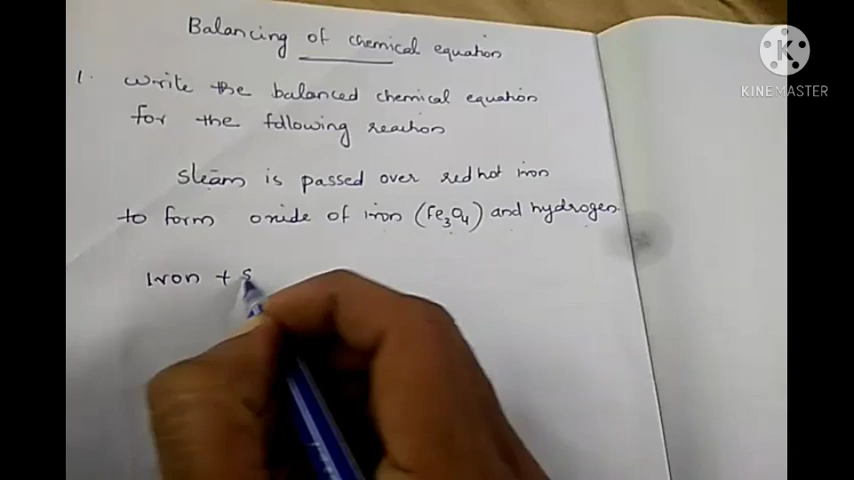 Balancing of chemical equation
1. Write the balanced chemical equation
for the following reaction
steam is passed over red hot iron
to form oxide of iron (Fe3O4) and hydrogen.
Iron + S
K
KINEMASTER